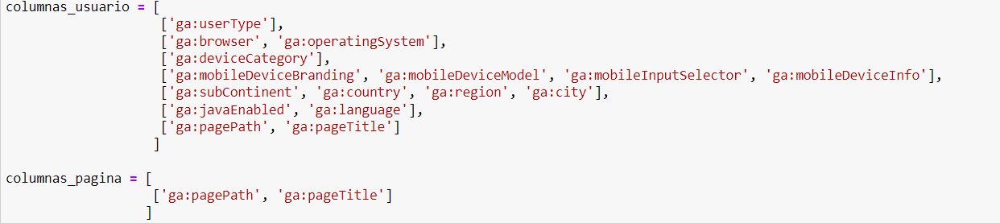 columnas_usuario = [
['ga:userType'],
['ga:browser', 'ga:operatingSystem'],
['ga:deviceCategory'],
['ga:mobileDeviceBranding', 'ga:mobileDeviceModel', 'ga:mobileInputSelector', 'ga:mobileDeviceInfo'],
['ga:subContinent', 'ga:country', 'ga:region', 'ga:city'],
['ga:javaEnabled', 'ga:language'],
['ga:pagePath', 'ga:pageTitle']
]
columnas_pagina = [
['ga:pagePath', 'ga:pageTitle']
]